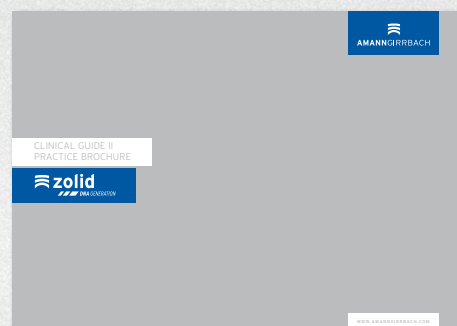 AMANNGIRRBACH
CLINICAL GUIDE II
PRACTICE BROCHURE
zolid
DNA GENERATION
WWW.AMANNGIRRBACH.COM